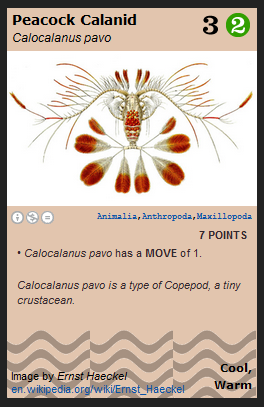 Peacock Calanid
Calocalanus pavo
3 2
Animalia,Anthropoda,Maxillopoda
7 POINTS
• Calocalanus pavo has a MOVE of 1.
Calocalanus pavo is a type of Copepod, a tiny
crustacean.
Cool,
Warm
Image by Ernst Haeckel
en.wikipedia.org/wiki/Ernst_Haeckel